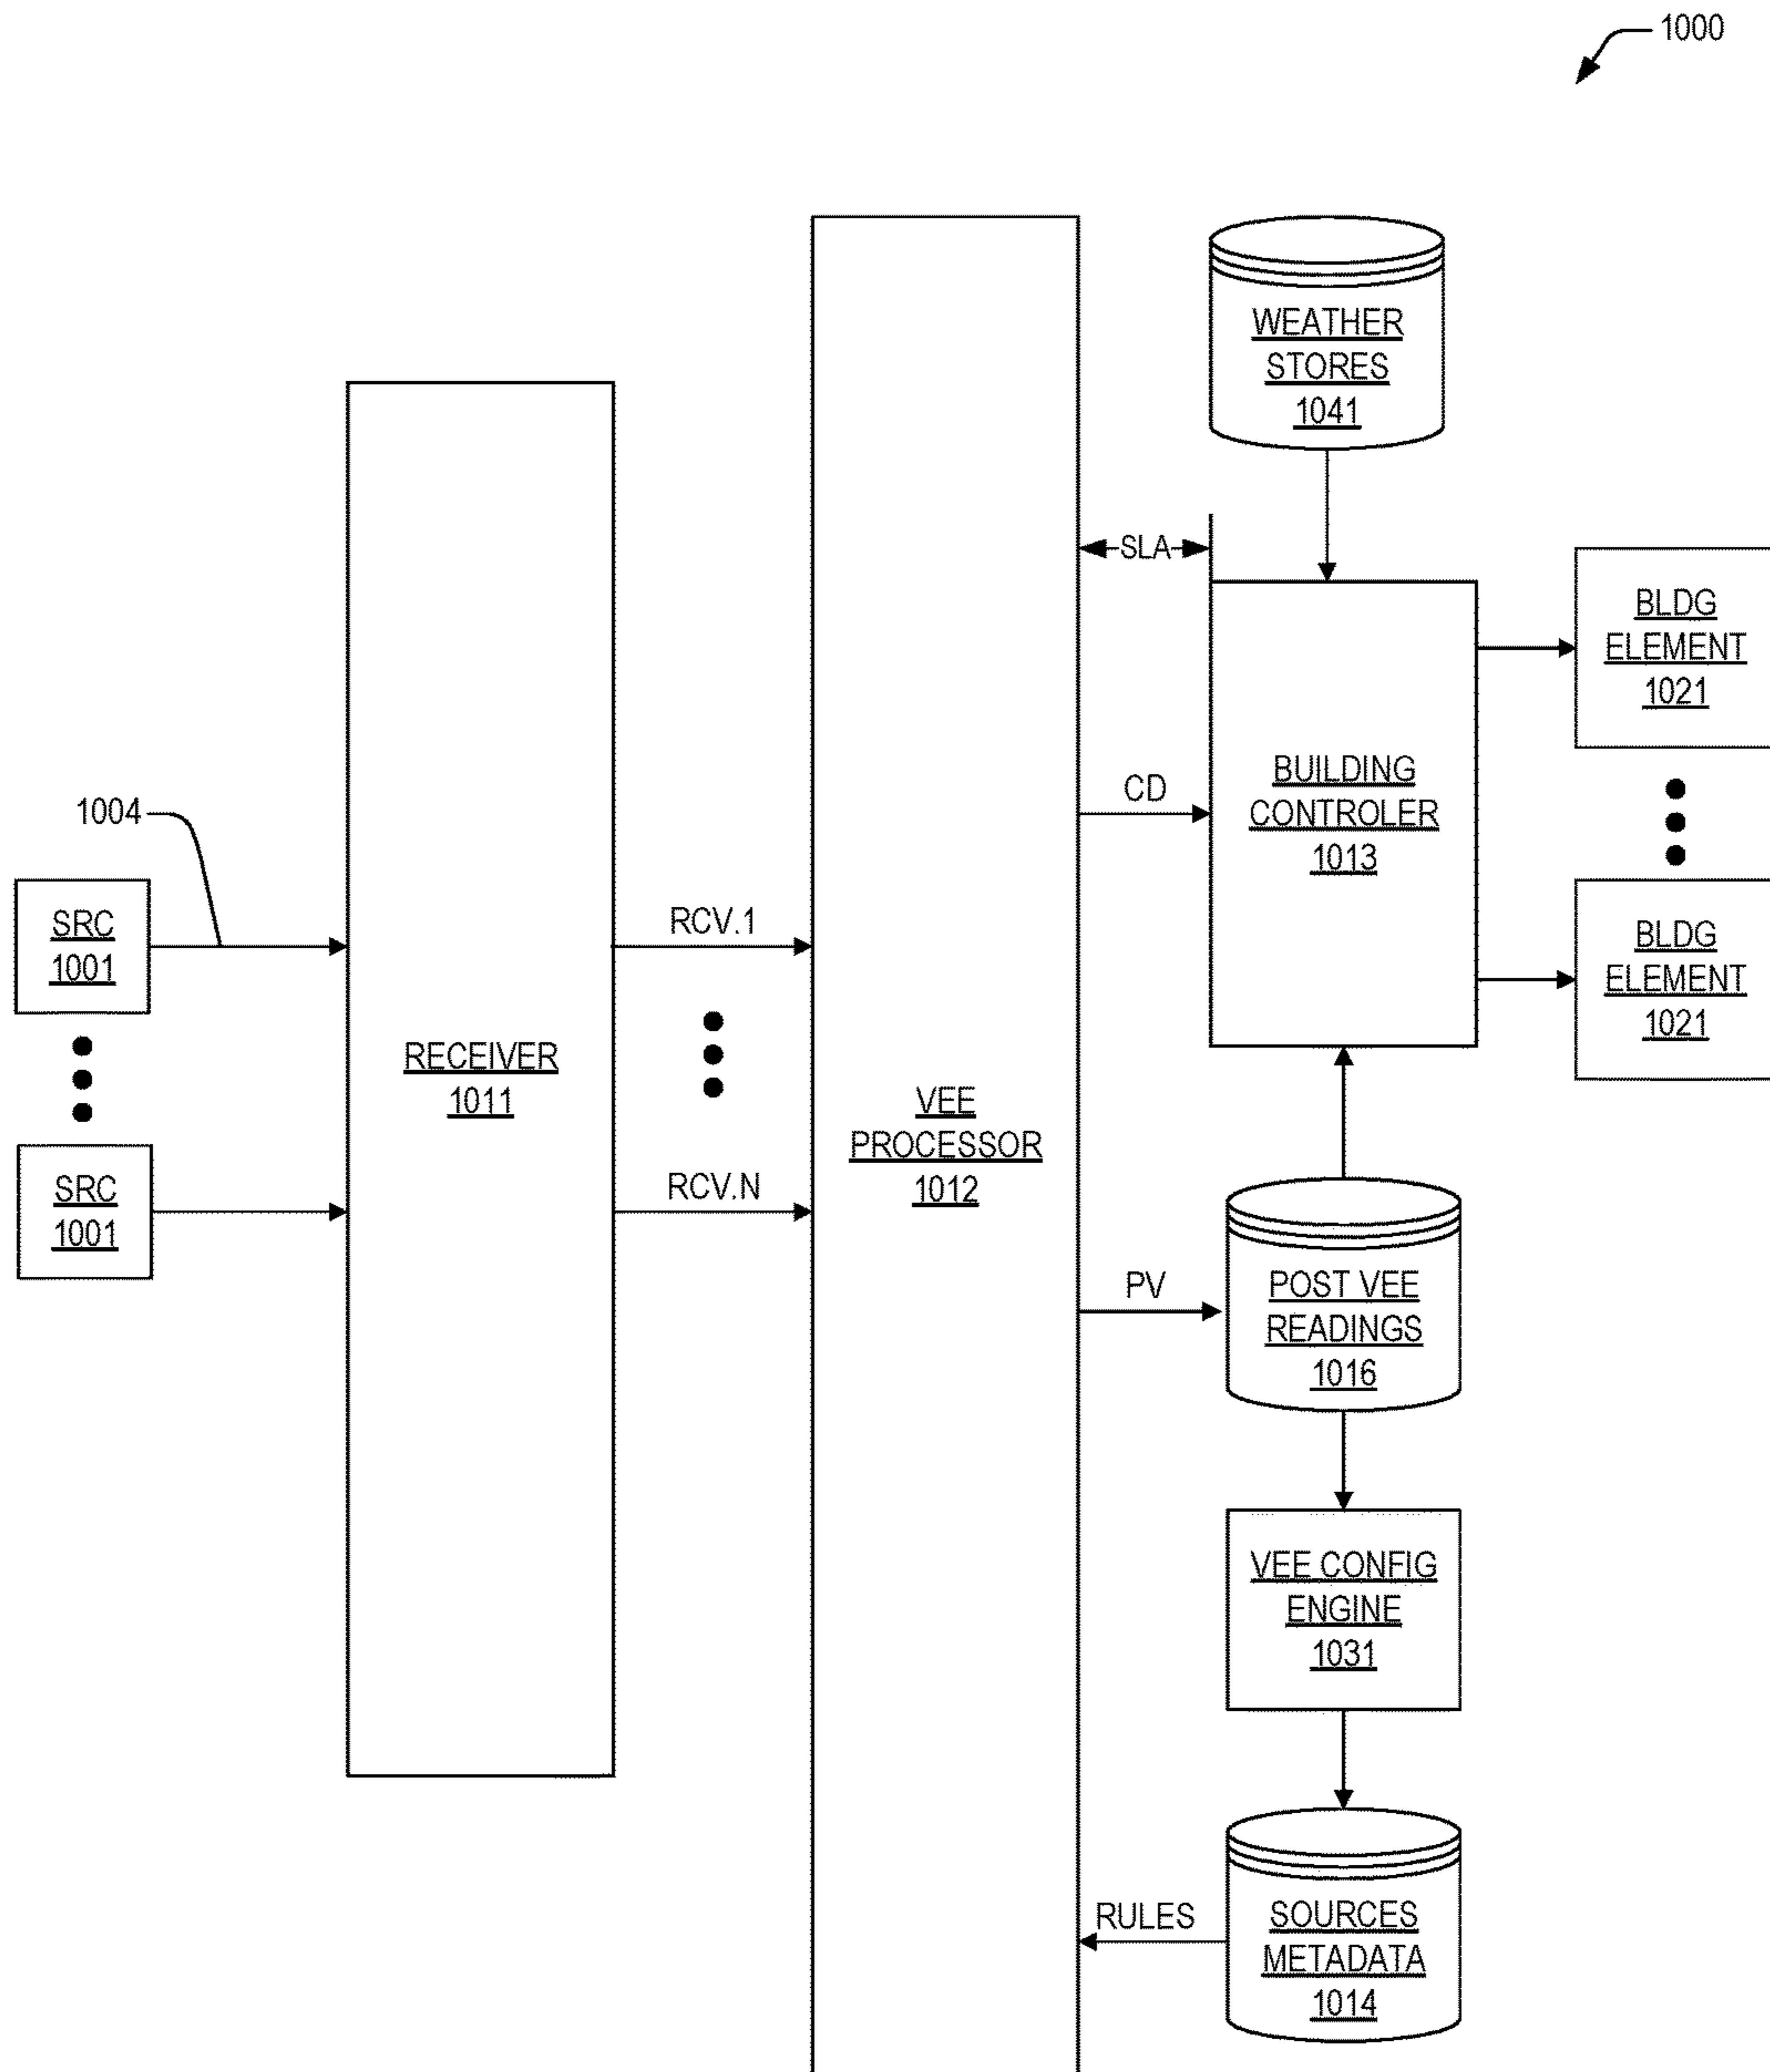 1000
WEATHER
STORES
1041
SLA
BLDG
ELEMENT
1021
CD
BUILDING
CONTROLER
1013
1004
SRC
1001
RCV.1
BLDG
ELEMENT
1021
RECEIVER
1011
VEE
PROCESSOR
1012
SRC
1001
RCV.N
PV
POST VEE
READINGS
1016
VEE CONFIG
ENGINE
1031
RULES
SOURCES
METADATA
1014